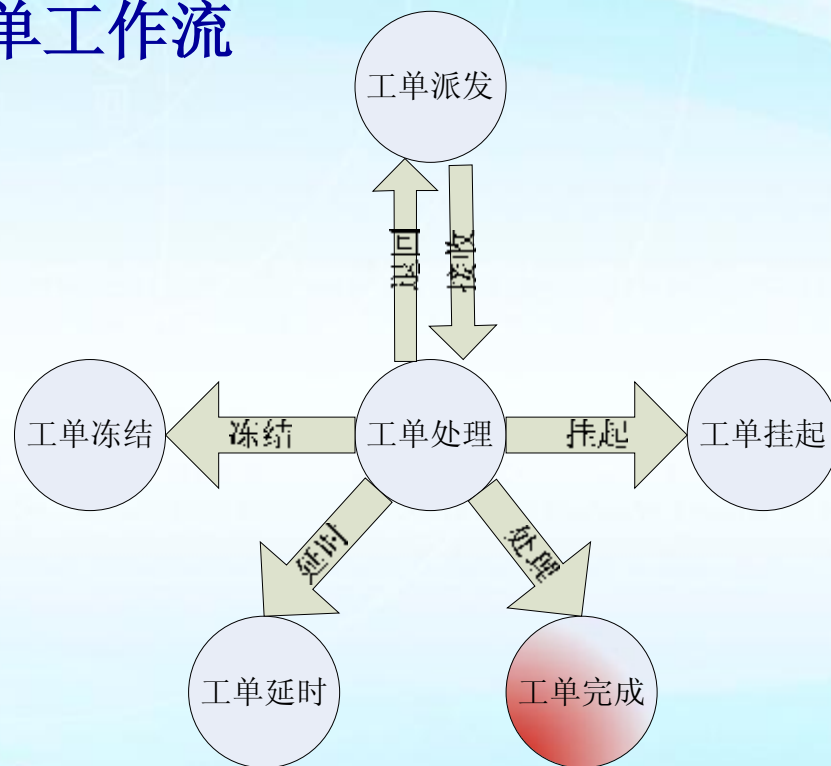 单工作流
工单派发
退回
接收
工单冻结
冻结
工单处理
挂起
工单挂起
延时
处理
工单延时
工单完成